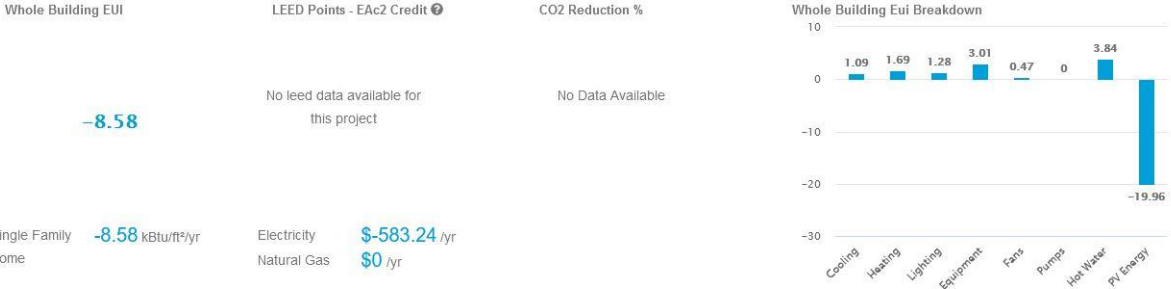 Whole Building EUI
-8.58
ingle Family -8.58 kBtu/ft²/yr
ome
LEED Points - EAc2 Credit ?
No leed data available for
this project
Electricity $-583.24 /yr
Natural Gas $0 /yr
CO2 Reduction %
No Data Available
Whole Building Eui Breakdown
10
0
-10
-20
-30
1.09 1.69 1.28 3.01 0.47 0 3.84 -19.96
Cooling Heating Lighting Equipment Fans Pumps Hot Water PV Energy